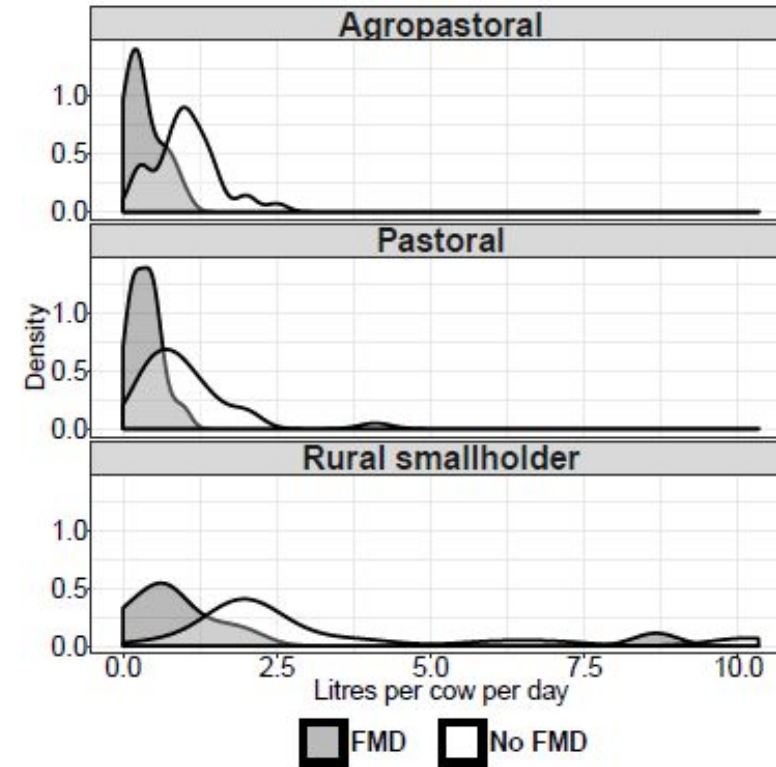 Agropastoral
1.0
0.5
0.0
Pastoral
1.0
0.5
0.0
Density
Rural smallholder
1.0
0.5
0.0
0.0 2.5 5.0 7.5 10.0
Litres per cow per day
FMD No FMD